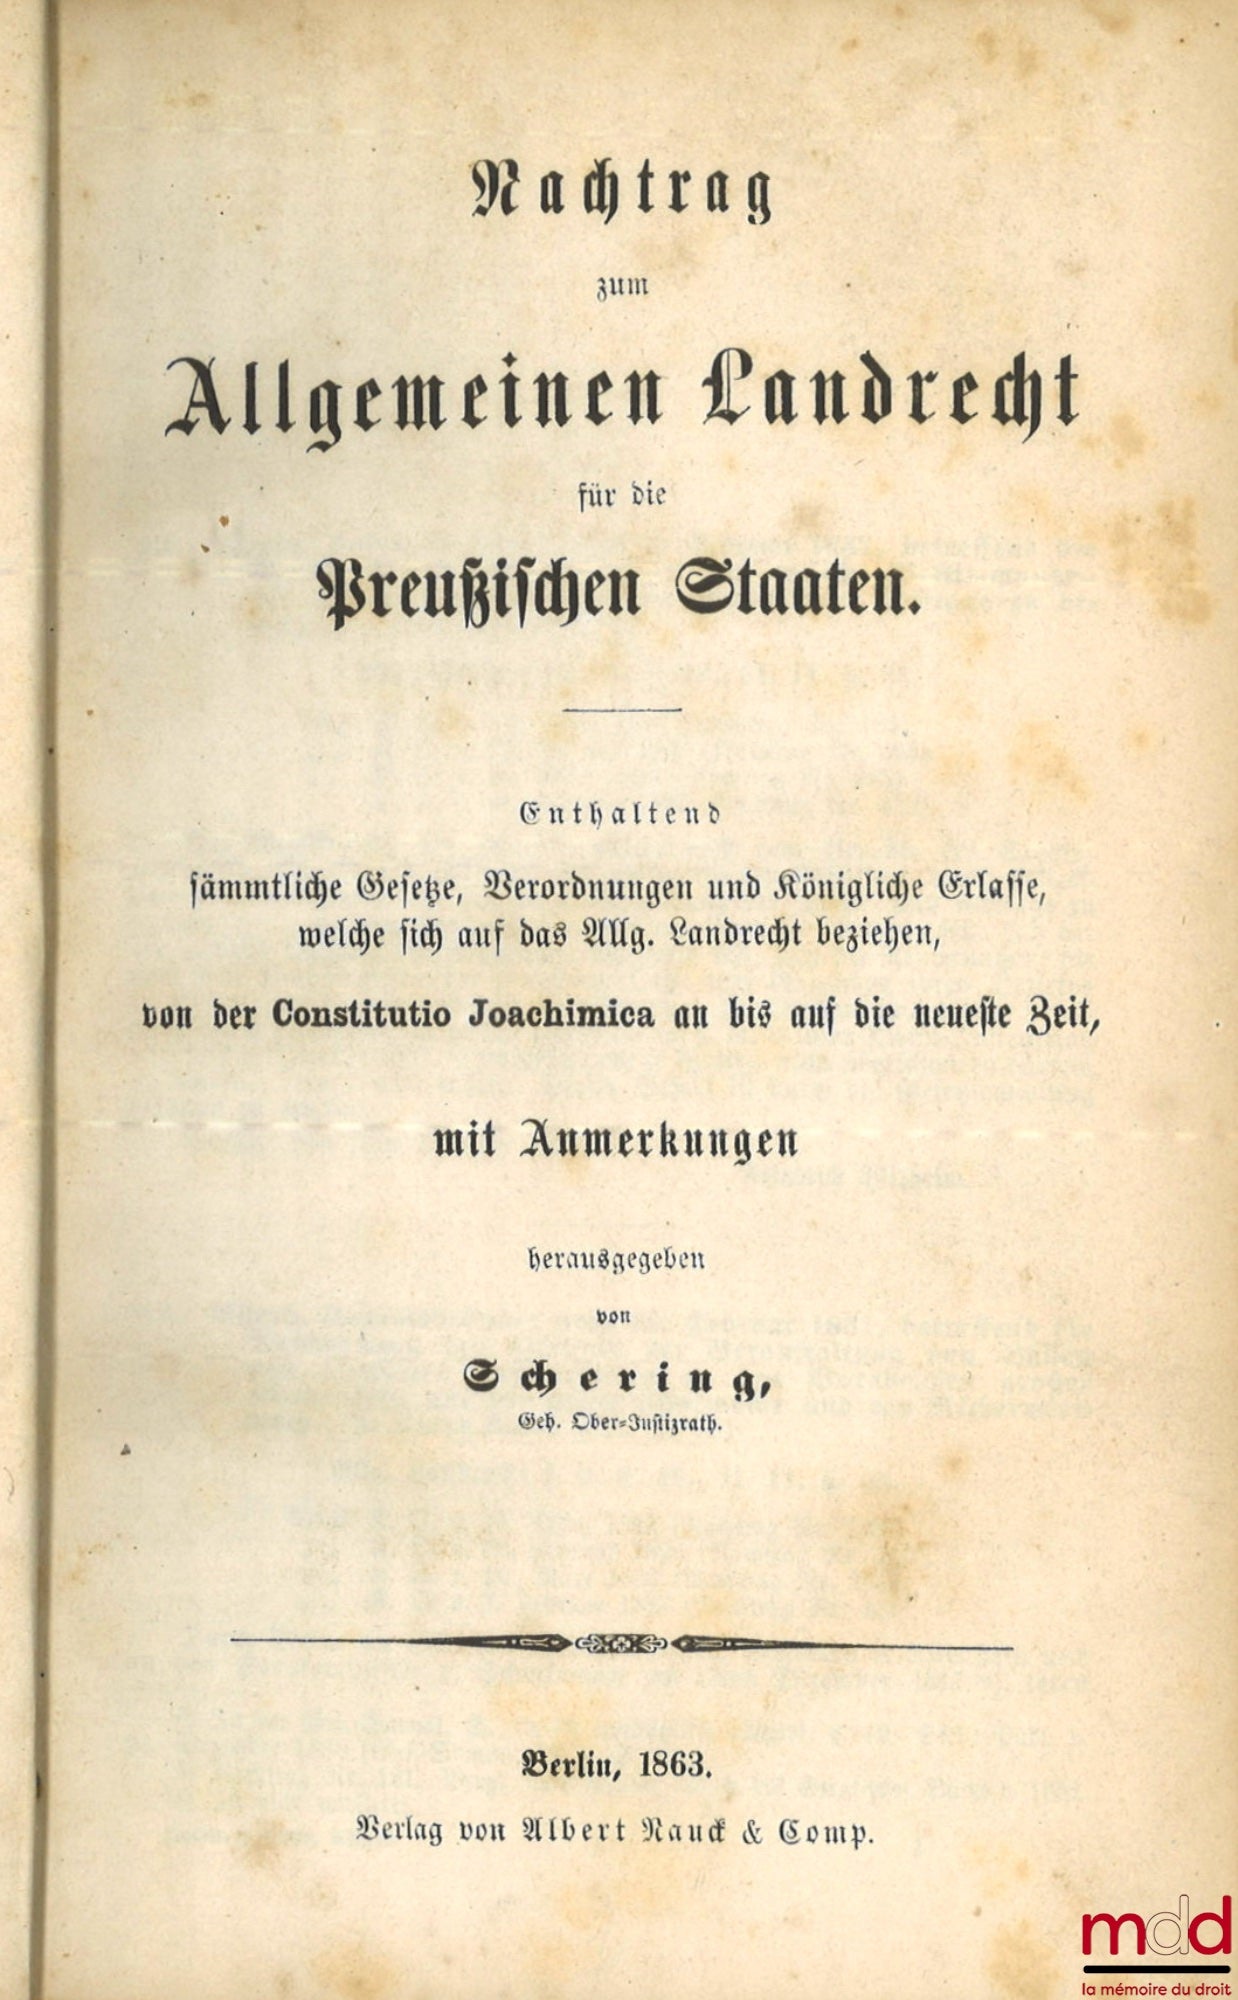 Nachtrag
zum
Allgemeinen Landrecht
für die
Preußischen Staaten.
Enthaltend
sämmtliche Gesetze, Verordnungen und Königliche Erlasse,
welche sich auf das Allg. Landrecht beziehen,
von der Constitutio Joachimica an bis auf die neueste Zeit,
mit Anmerkungen
herausgegeben
von
Schering,
Geh. Ober-Justizrath.
Berlin, 1863.
Verlag von Albert Nauck & Comp.
mdd
la mémoire du droit